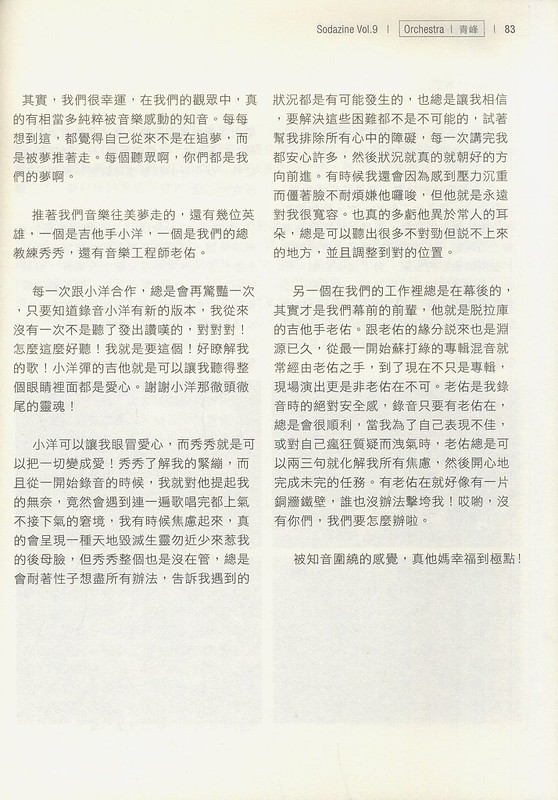 Sodazine Vol.9 | Orchestra | 青峰 | 83
其實，我們很幸運，在我們的觀眾中，真
的有相當多純粹被音樂感動的知音。每每
想到這，都覺得自己從來不是在追夢，而
是被夢推著走。每個聽眾啊，你們都是我
們的夢啊。
推著我們音樂往美夢走的，還有幾位英
雄，一個是吉他手小洋，一個是我們的總
教練秀秀，還有音樂工程師老佑。
每一次跟小洋合作，總是會再驚豔一次
，只要知道錄音小洋有新的版本，我從來
沒有一次不是聽了發出讚嘆的，對對對！
怎麼這麼好聽！我就是要這個！好瞭解我
的歌！小洋彈的吉他就是可以讓我聽得整
個眼睛裡面都是愛心。謝謝小洋那徹頭徹
尾的靈魂！
小洋可以讓我眼冒愛心，而秀秀就是可
以把一切變成愛！秀秀了解我的緊繃，而
且從一開始錄音的時候，我就對他提起我
的無奈，竟然會遇到連一遍歌唱完都上氣
不接下氣的窘境，我有時候焦慮起來，真
的會呈現一種天地毀滅生靈勿近少來惹我
的後母臉，但秀秀整個也是沒在管，總是
會耐著性子想盡所有辦法，告訴我遇到的
狀況都是有可能發生的，也總是讓我相信
，要解決這些困難都不是不可能的，試著
幫我排除所有心中的障礙，每一次講完我
都安心許多，然後狀況就真的就朝好的方
向前進。有時候我還會因為感到壓力沉重
而僵著臉不耐煩嫌他囉唆，但他就是永遠
對我很寬容。也真的多虧他異於常人的耳
朵，總是可以聽出很多不對勁但說不上來
的地方，並且調整到對的位置。
另一個在我們的工作裡總是在幕後的，
其實才是我們幕前的前輩，他就是脫拉庫
的吉他手老佑。跟老佑的緣分說來也是淵
源已久，從最一開始蘇打綠的專輯混音就
常經由老佑之手，到了現在不只是專輯，
現場演出更是非老佑在不可。老佑是我錄
音時的絕對安全感，錄音只要有老佑在，
總是會很順利，當我為了自己表現不佳，
或對自己瘋狂質疑而洩氣時，老佑總是可
以兩三句就化解我所有焦慮，然後開心地
完成未完的任務。有老佑在就好像有一片
銅牆鐵壁，誰也沒辦法擊垮我！哎喲，沒
有你們，我們要怎麼辦啦。
被知音圍繞的感覺，真他媽幸福到極點！